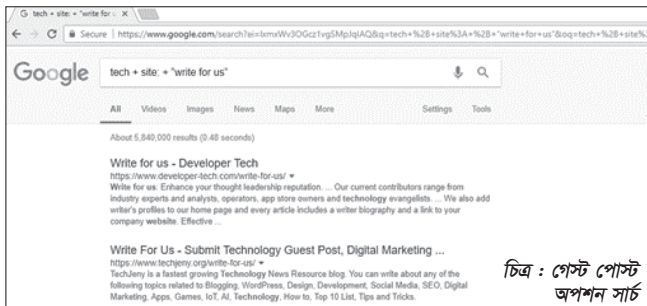 G tech + site: + "write for u X
Secure | https://www.google.com/search?ei=lxmxWv3OGcz1vgSMpJqIAQ&q=tech+%2B+site%3A+%2B+"write+for+us"&oq=tech+%2B+site%
Google tech + site: + "write for us"
All Videos Images News Maps More Settings Tools
About 5,840,000 results (0.48 seconds)
Write for us - Developer Tech
https://www.developer-tech.com/write-for-us/
Write for us: Enhance your thought leadership reputation. ... Our current contributors range from
industry experts and analysts, operators, app store owners and technology evangelists. ... We also add
writer's profiles to our home page and every article includes a writer biography and a link to your
company website. Effective ...
Write For Us - Submit Technology Guest Post, Digital Marketing ...
https://www.techjeny.org/write-for-us/
TechJeny is a fastest growing Technology News Resource blog. You can write about any of the
following topics related to Blogging, WordPress, Design, Development, Social Media, SEO, Digital
Marketing, Apps, Games, IoT, AI, Technology, How to, Top 10 List, Tips and Tricks.
চিত্র : গেস্ট পোস্ট
অপশন সার্চ